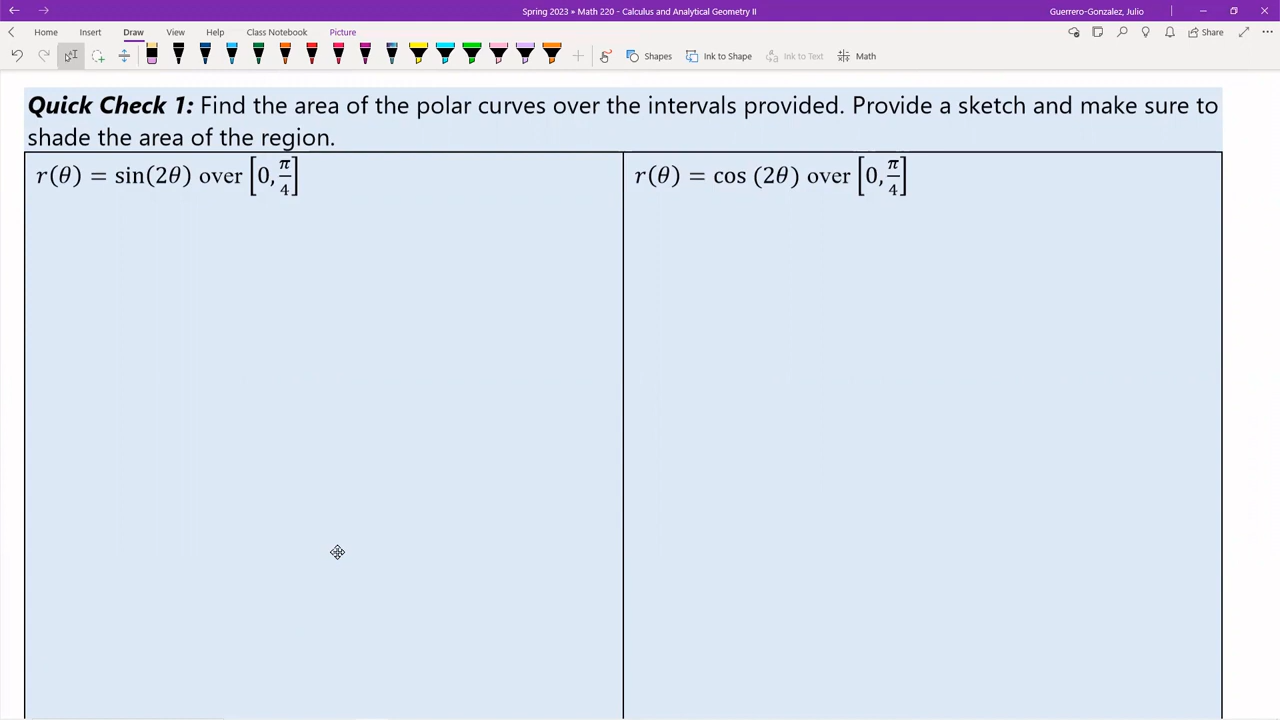 Spring 2023 » Math 220 - Calculus and Analytical Geometry II
Guerrero-Gonzalez, Julio
Home Insert Draw View Help Class Notebook Picture
Share
Shapes Ink to Shape Ink to Text Math
Quick Check 1: Find the area of the polar curves over the intervals provided. Provide a sketch and make sure to
shade the area of the region.
r(θ) = sin(2θ) over [0, π/4]
r(θ) = cos (2θ) over [0, π/4]